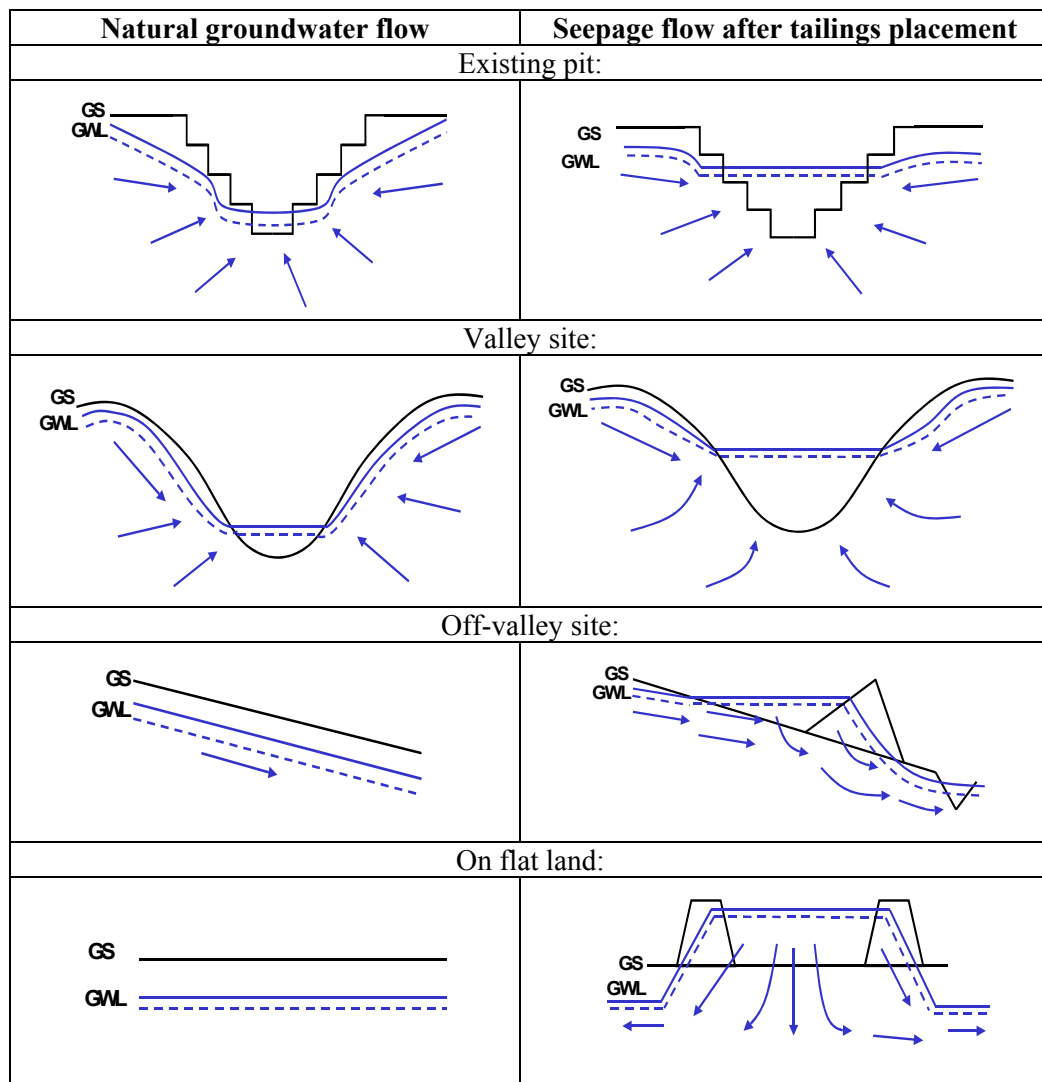 Natural groundwater flow
Seepage flow after tailings placement
Existing pit:
GS
GWL
GS
GWL
Valley site:
GS
GWL
GS
GWL
Off-valley site:
GS
GWL
GS
GWL
On flat land:
GS
GWL
GS
GWL